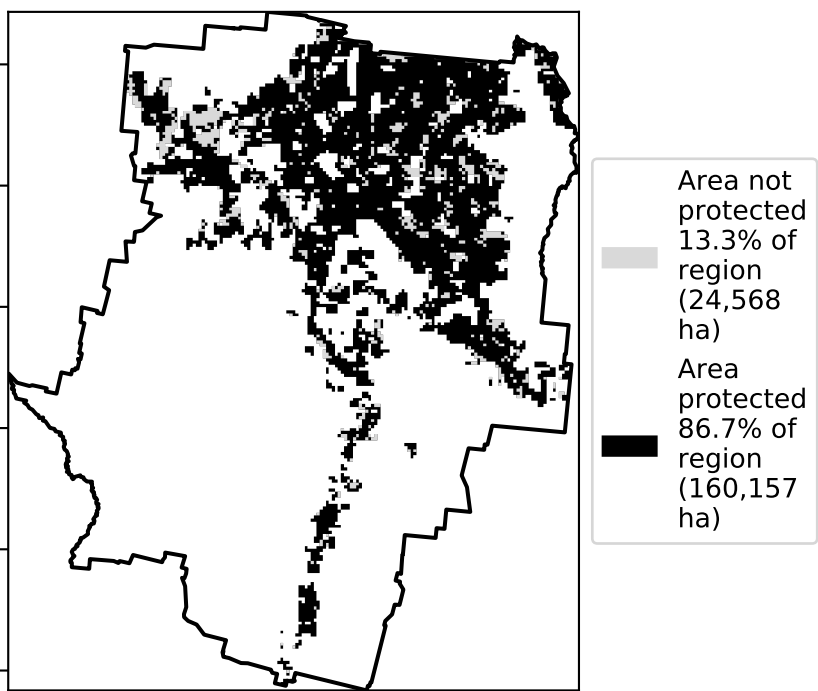 Area not
protected
13.3% of
region
(24,568
ha)
Area
protected
86.7% of
region
(160,157
ha)